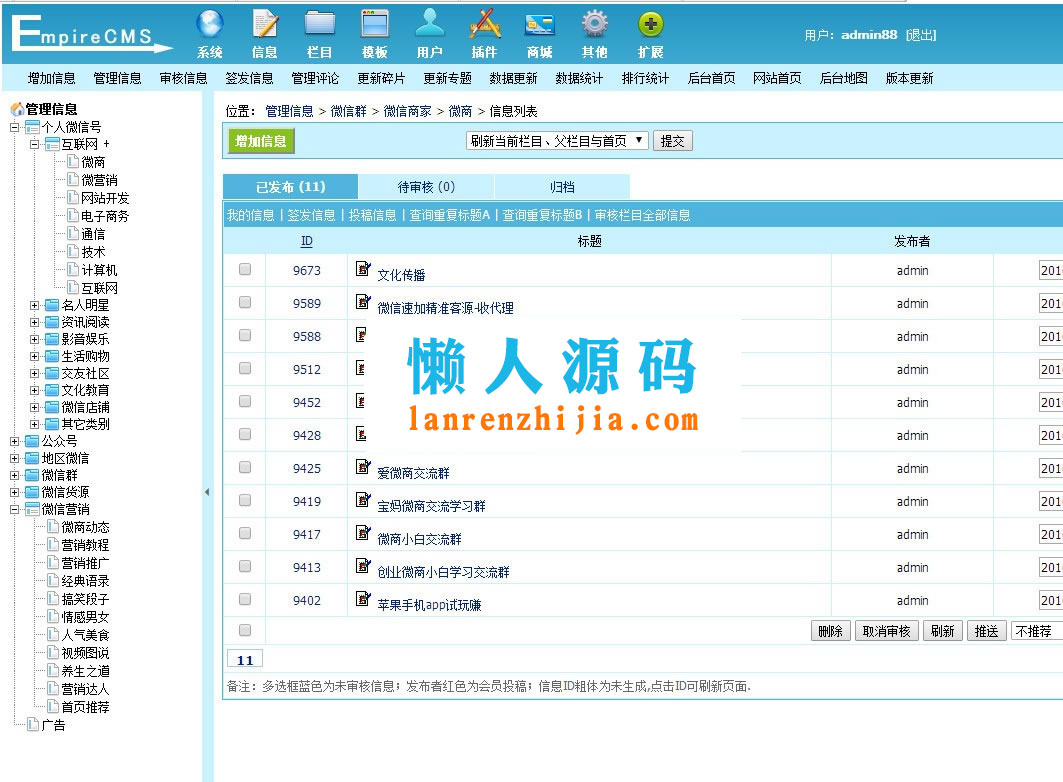 EmpireCMS
系统 信息 栏目 模板 用户 插件 商城 其他 扩展
用户：admin88 [退出]
增加信息 管理信息 审核信息 签发信息 管理评论 更新碎片 更新专题 数据更新 数据统计 排行统计 后台首页 网站首页 后台地图 版本更新
管理信息
个人微信号
互联网 +
微商
微营销
网站开发
电子商务
通信
技术
计算机
互联网
名人明星
资讯阅读
影音娱乐
生活购物
交友社区
文化教育
微信店铺
其它类别
公众号
地区微信
微信群
微信货源
微信营销
微商动态
营销教程
营销推广
经典语录
搞笑段子
情感男女
人气美食
视频图说
养生之道
营销达人
首页推荐
广告
位置： 管理信息 > 微信群 > 微信商家 > 微商 > 信息列表
增加信息 刷新当前栏目、父栏目与首页 提交
已发布 (11) 待审核 (0) 归档
我的信息 | 签发信息 | 投稿信息 | 查询重复标题A | 查询重复标题B | 审核栏目全部信息
ID 标题 发布者
9673 文化传播 admin 201
9589 微信速加精准客源-收代理 admin 201
9588 admin 201
9512 admin 201
9452 admin 201
9428 admin 201
9425 爱微商交流群 admin 201
9419 宝妈微商交流学习群 admin 201
9417 微商小白交流群 admin 201
9413 创业微商小白学习交流群 admin 201
9402 苹果手机app试玩赚 admin 201
懒人源码
lanrenzhijia.com
删除 取消审核 刷新 推送 不推荐
11
备注：多选框蓝色为未审核信息；发布者红色为会员投稿；信息ID粗体为未生成,点击ID可刷新页面.